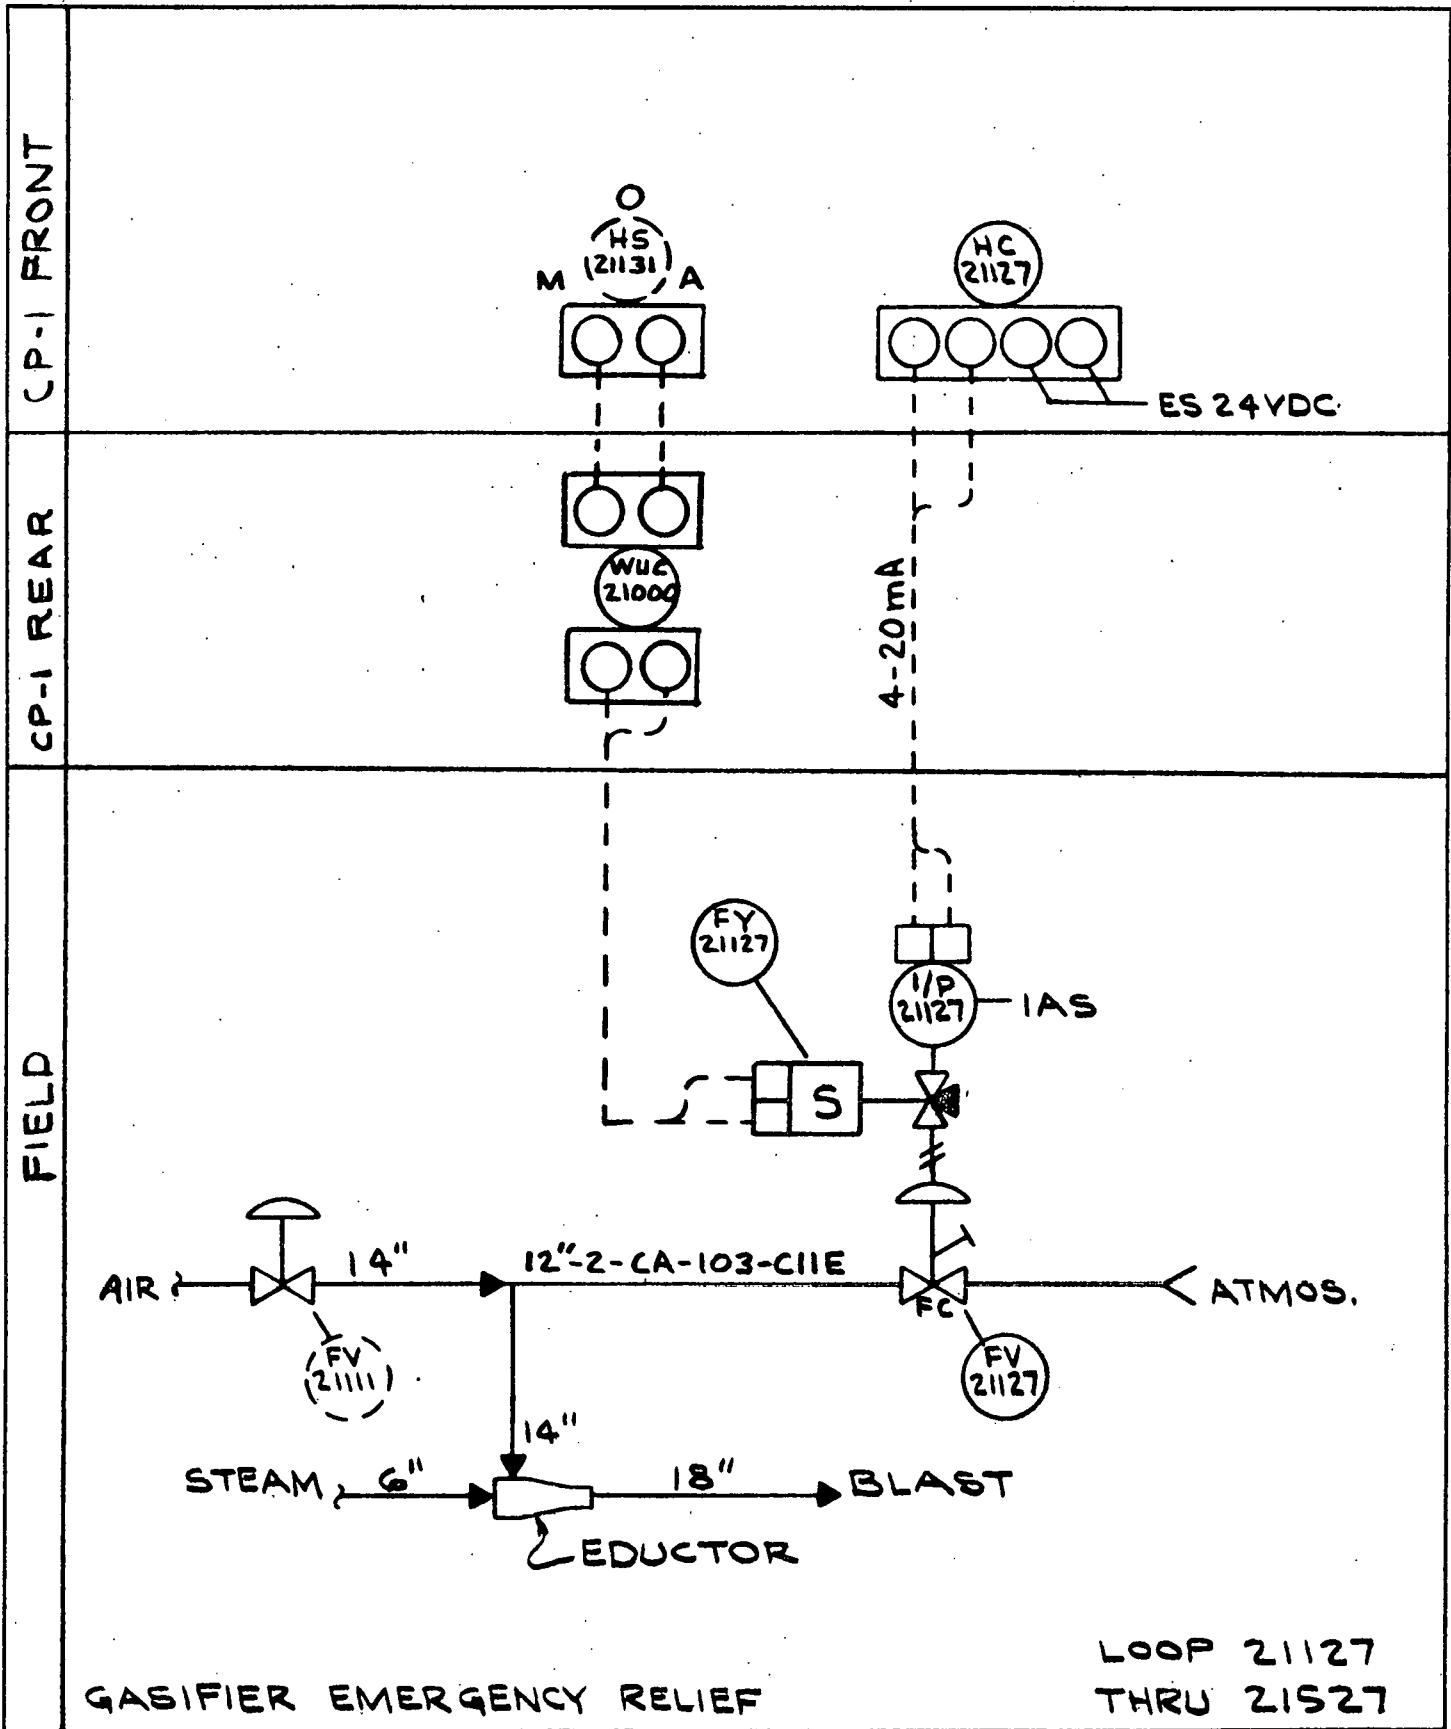 CP-1 FRONT
O
HS
21131
M
A
HC
21127
ES 24VDC
CP-1 REAR
WUC
21000
4-20mA
FIELD
FY
21127
I/P
21127
IAS
S
14"
12"-2-CA-103-C11E
AIR
FC
ATMOS.
FV
21111
FV
21127
14"
STEAM
6"
18"
BLAST
EDUCTOR
LOOP 21127
THRU 21527
GASIFIER EMERGENCY RELIEF